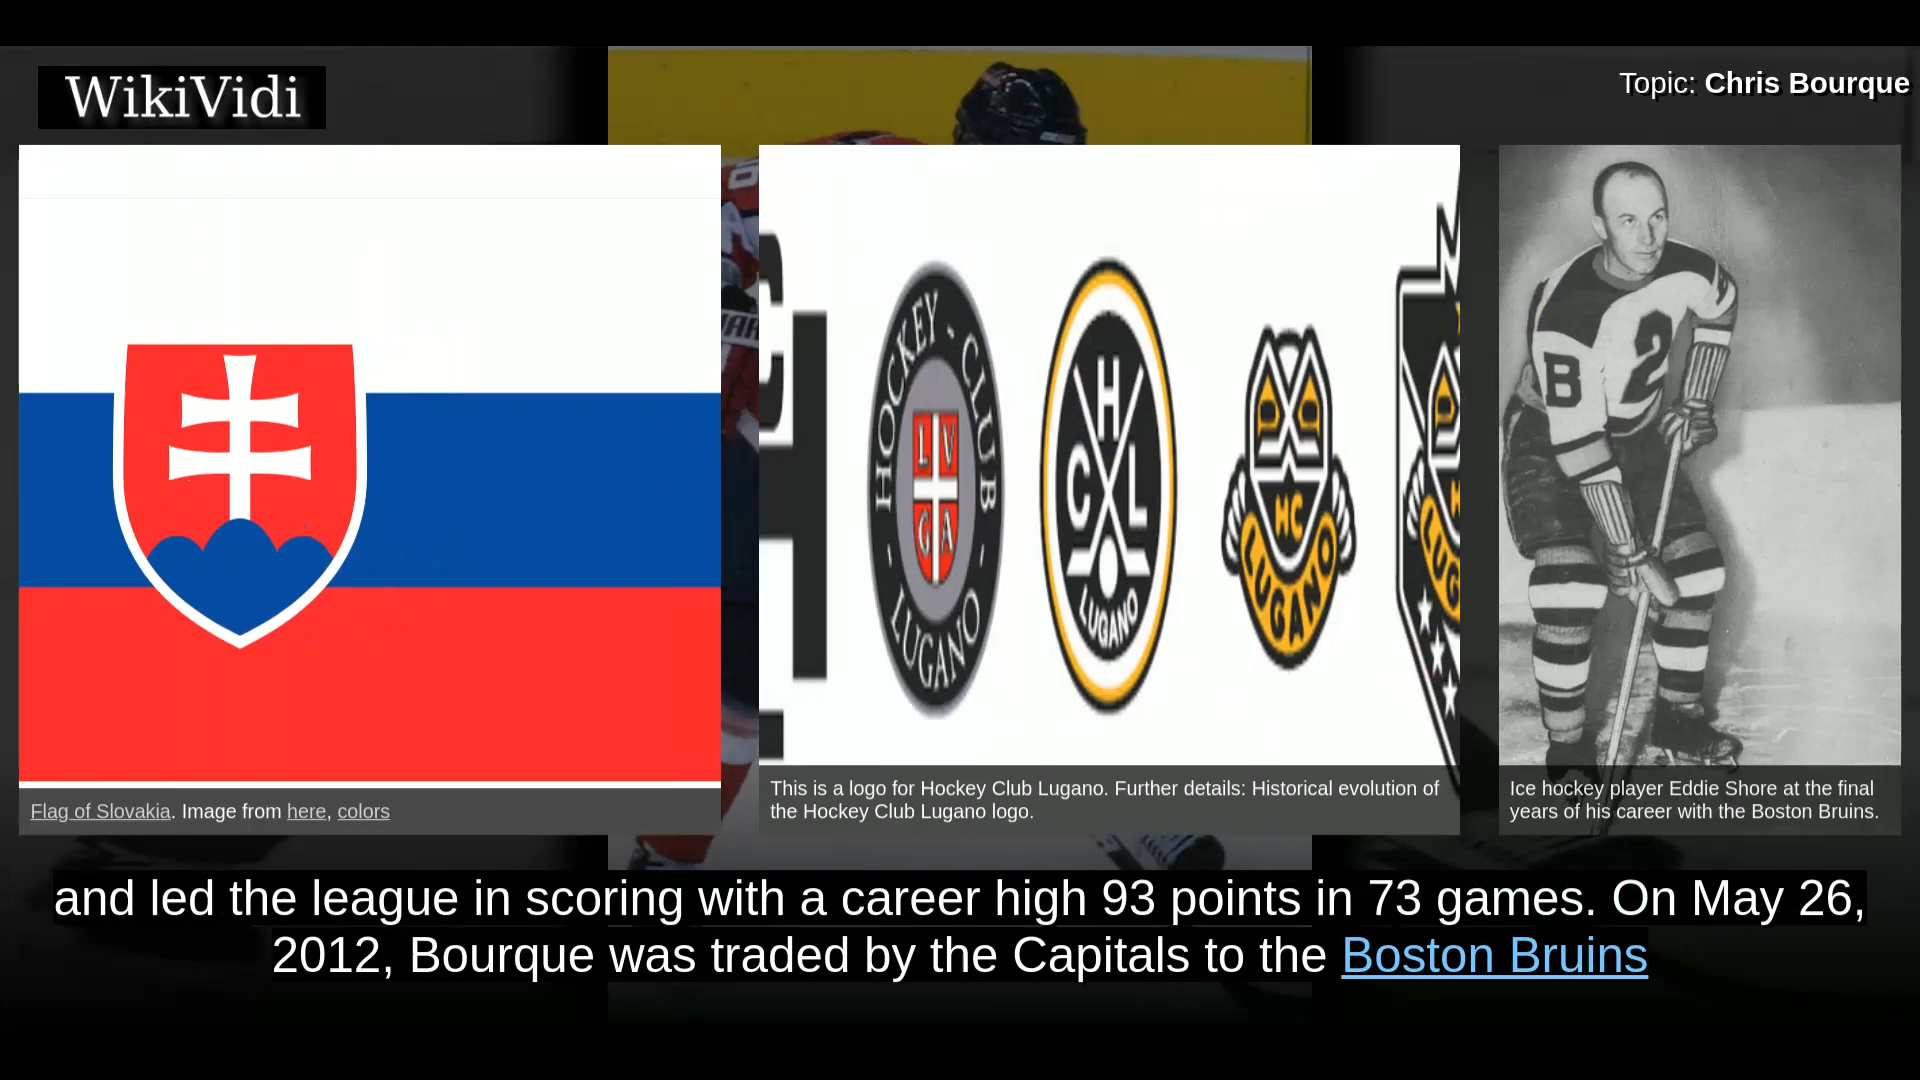 WikiVidi
Topic: Chris Bourque
HOCKEY - CLUB - LUGANO -
LV
GA
H
C L
LUGANO
HC
LUGANO
B
2
Flag of Slovakia. Image from here, colors
This is a logo for Hockey Club Lugano. Further details: Historical evolution of
the Hockey Club Lugano logo.
Ice hockey player Eddie Shore at the final
years of his career with the Boston Bruins.
and led the league in scoring with a career high 93 points in 73 games. On May 26,
2012, Bourque was traded by the Capitals to the Boston Bruins